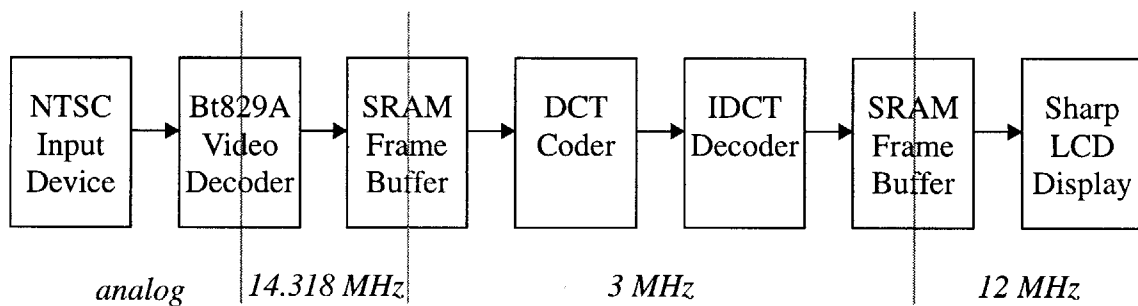 NTSC
Input
Device
Bt829A
Video
Decoder
SRAM
Frame
Buffer
DCT
Coder
IDCT
Decoder
SRAM
Frame
Buffer
Sharp
LCD
Display
analog
14.318 MHz
3 MHz
12 MHz